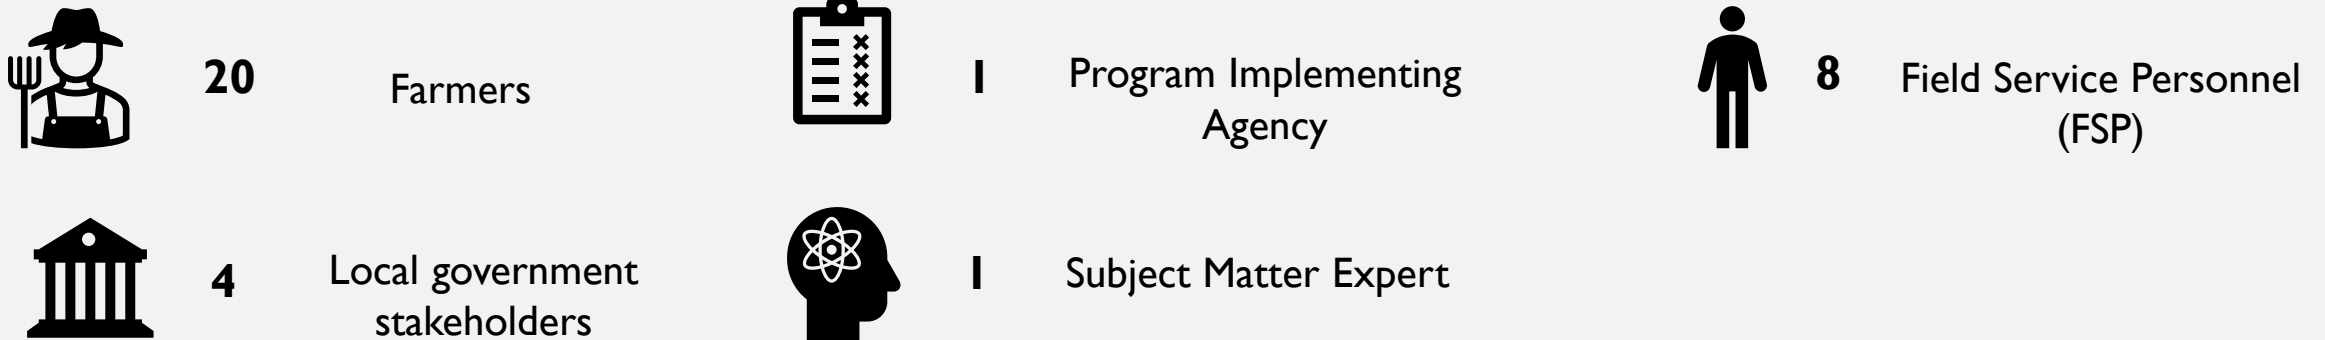 20
Farmers
1
Program Implementing
Agency
8
Field Service Personnel
(FSP)
4
Local government
stakeholders
1
Subject Matter Expert